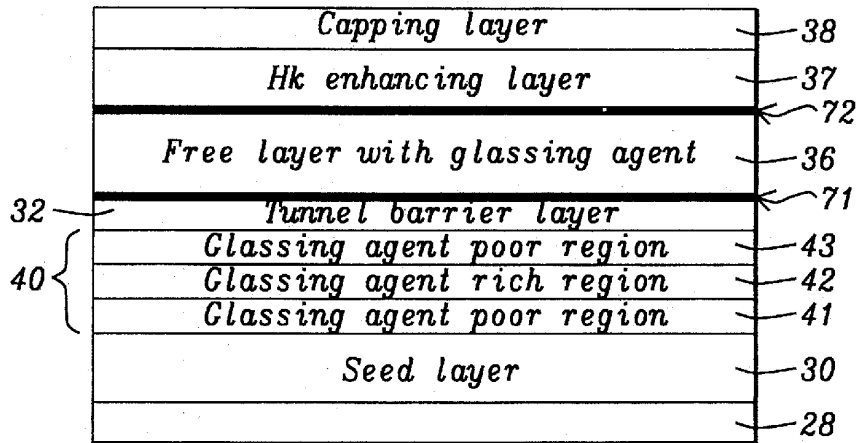 Capping layer 38
Hk enhancing layer 37
72
Free layer with glassing agent 36
71
32 Tunnel barrier layer
Glassing agent poor region 43
40 Glassing agent rich region 42
Glassing agent poor region 41
Seed layer 30
28